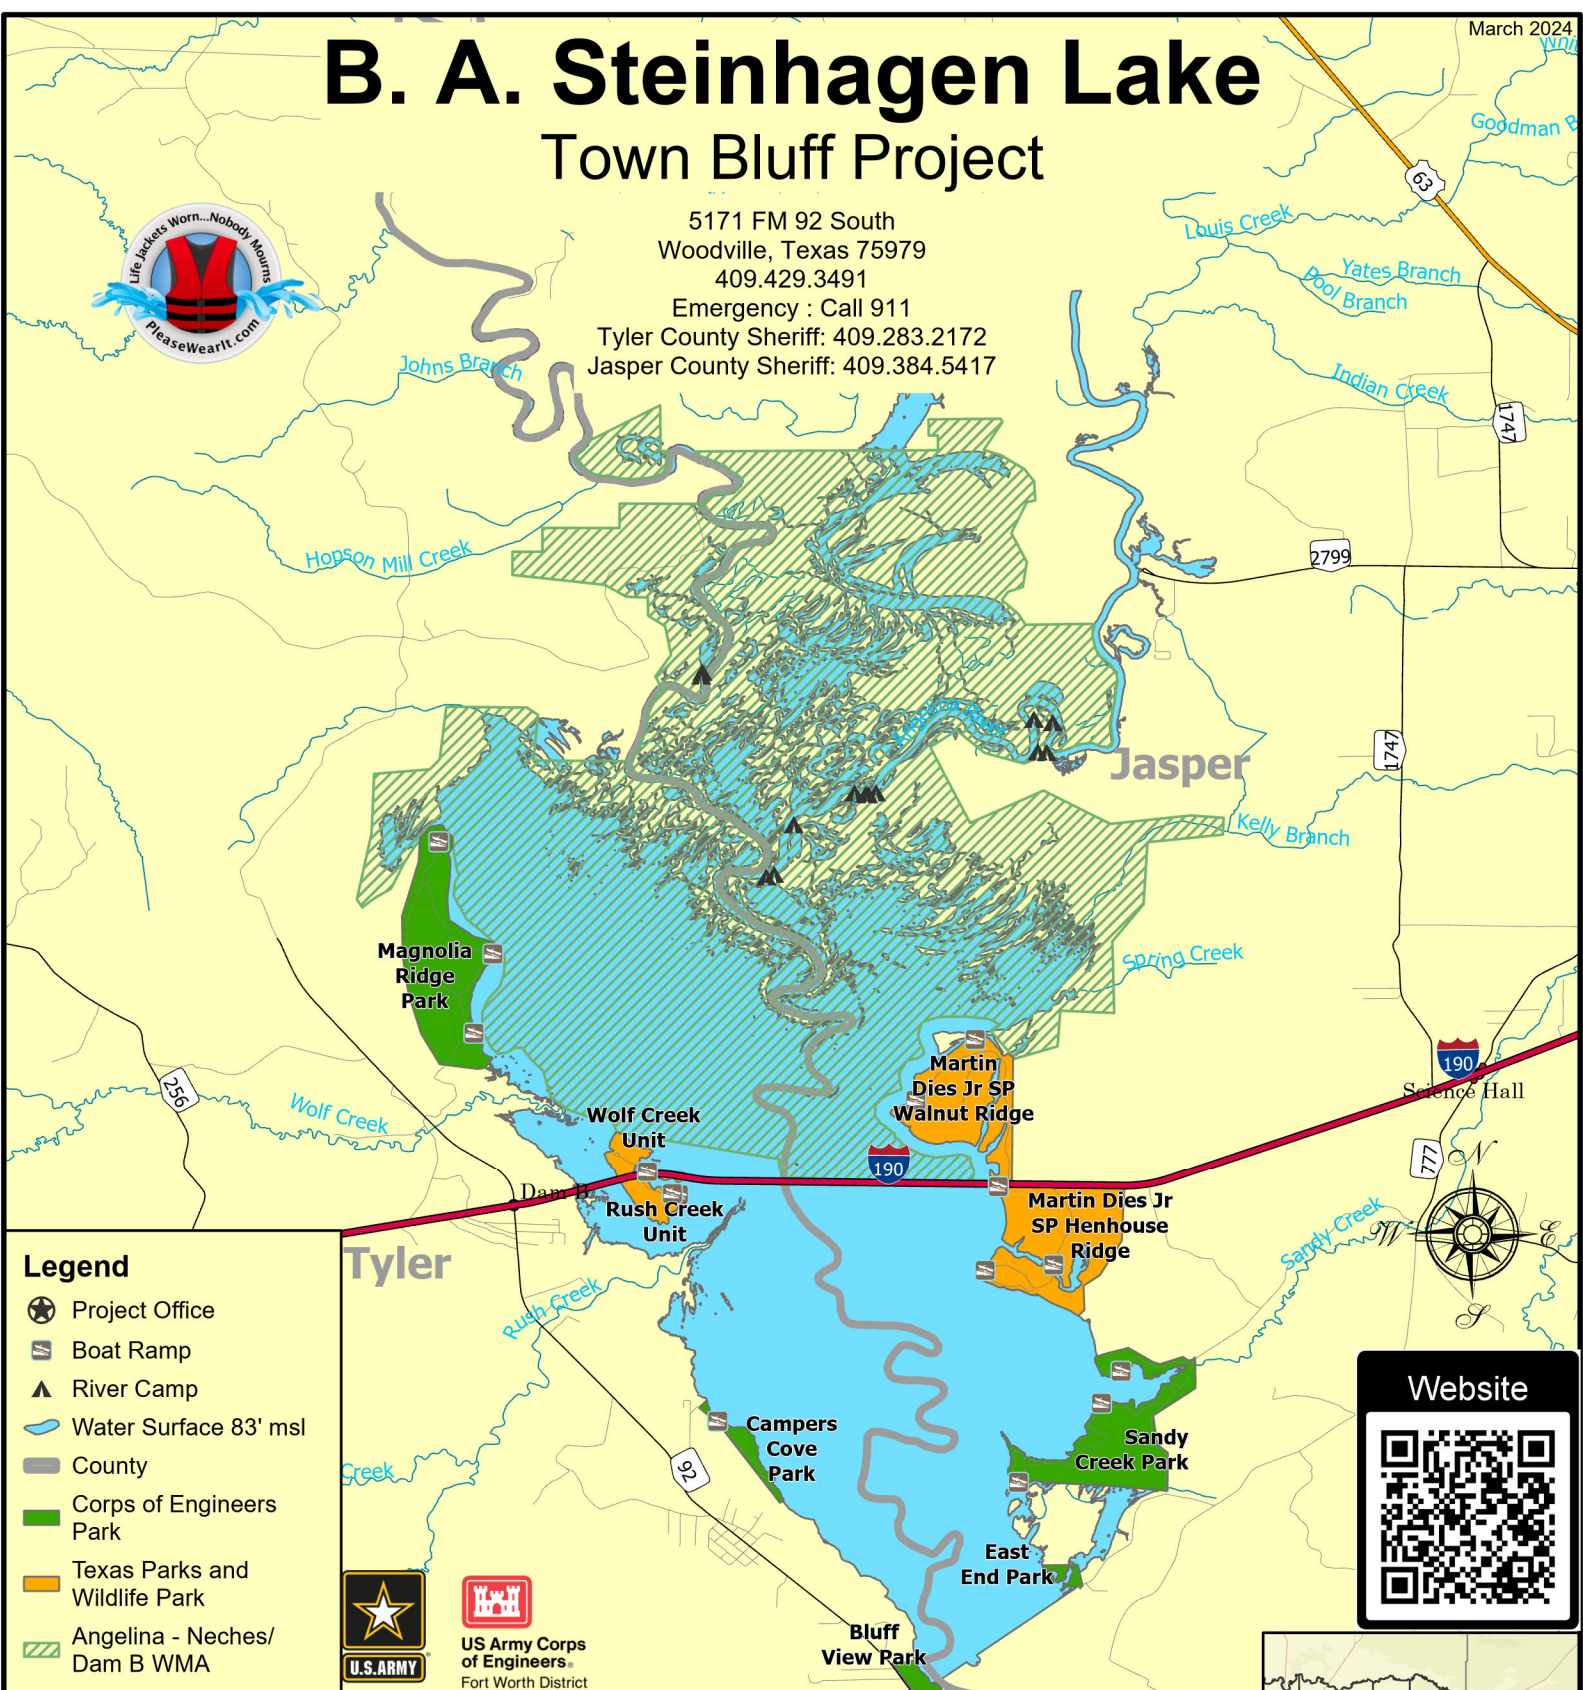 March 2024
B. A. Steinhagen Lake
Town Bluff Project
5171 FM 92 South
Woodville, Texas 75979
409.429.3491
Emergency : Call 911
Tyler County Sheriff: 409.283.2172
Jasper County Sheriff: 409.384.5417
Life Jackets Worn...Nobody Mourns
PleaseWearIt.com
Goodman B
63
Louis Creek
Yates Branch
Pool Branch
Johns Branch
Indian Creek
1747
Hopson Mill Creek
2799
Angelina River
Jasper
1747
Kelly Branch
Magnolia
Ridge
Park
Spring Creek
190
Science Hall
Martin
Dies Jr SP
Walnut Ridge
256
Wolf Creek
Wolf Creek
Unit
190
777
N
Dam B
Rush Creek
Unit
Martin Dies Jr
SP Henhouse
Ridge
Sandy Creek
W
E
S
Tyler
Rush Creek
Legend
Project Office
Boat Ramp
River Camp
Water Surface 83' msl
County
Corps of Engineers
Park
Texas Parks and
Wildlife Park
Angelina - Neches/
Dam B WMA
Website
Campers
Cove
Park
Sandy
Creek Park
92
Creek
East
End Park
Bluff
View Park
U.S.ARMY
US Army Corps
of Engineers®
Fort Worth District